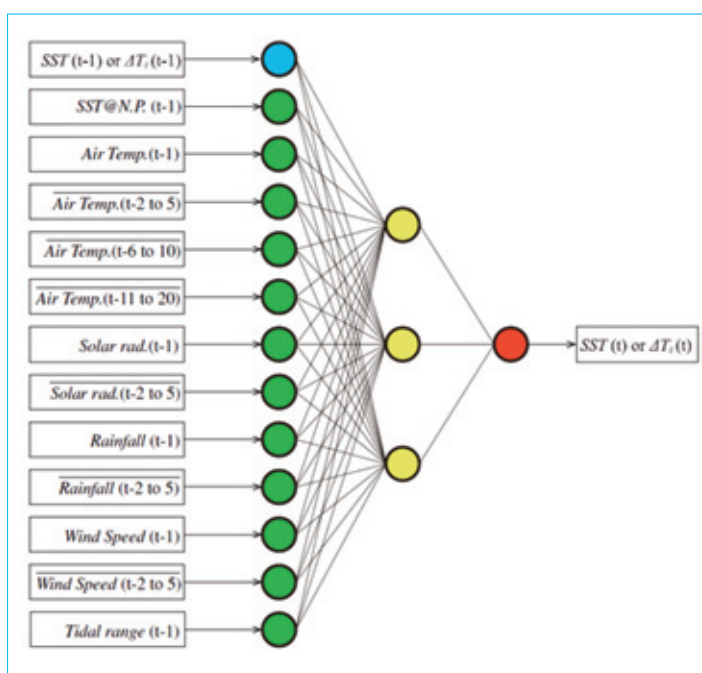 SST (t-1) or ΔTₛ (t-1)
SST@N.P. (t-1)
Air Temp.(t-1)
Air Temp.(t-2 to 5)
Air Temp.(t-6 to 10)
Air Temp.(t-11 to 20)
Solar rad.(t-1)
Solar rad.(t-2 to 5)
Rainfall (t-1)
Rainfall (t-2 to 5)
Wind Speed (t-1)
Wind Speed (t-2 to 5)
Tidal range (t-1)
SST (t) or ΔTₛ (t)